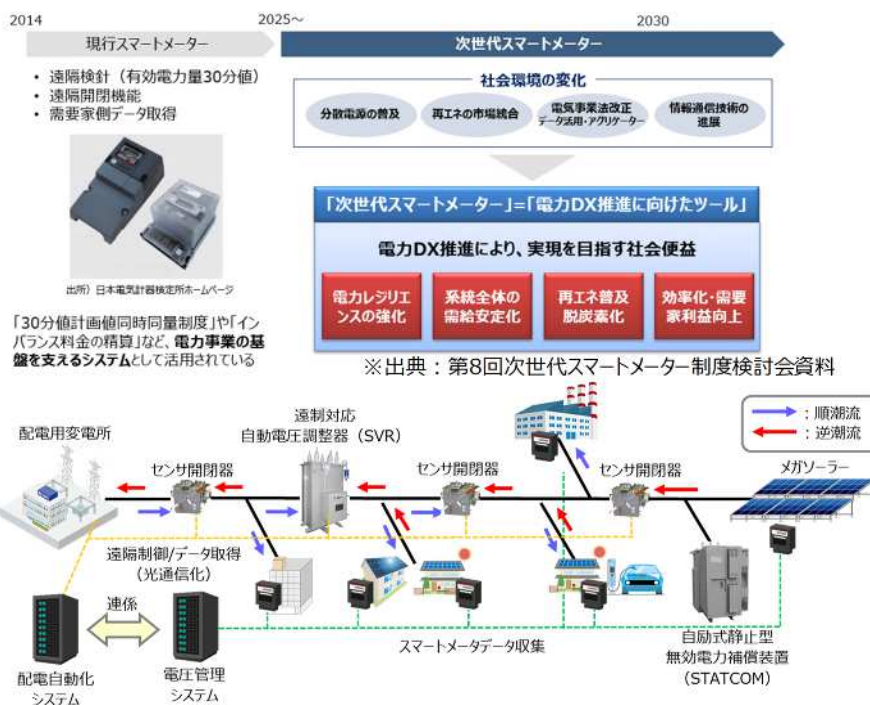 2014
2025～
2030
現行スマートメーター
次世代スマートメーター
• 遠隔検針（有効電力量30分値）
• 遠隔開閉機能
• 需要家側データ取得
社会環境の変化
分散電源の普及
再エネの市場統合
電気事業法改正
データ活用・アグリゲーター
情報通信技術の
進展
「次世代スマートメーター」=「電力DX推進に向けたツール」
電力DX推進により、実現を目指す社会便益
電力レジリエ
ンスの強化
系統全体の
需給安定化
再エネ普及
脱炭素化
効率化・需要
家利益向上
出所）日本電気計器検定所ホームページ
「30分値計画値同時同量制度」や「イン
バランス料金の精算」など、電力事業の基
盤を支えるシステムとして活用されている
※出典：第8回次世代スマートメーター制度検討会資料
配電用変電所
センサ開閉器
遠制対応
自動電圧調整器（SVR）
センサ開閉器
センサ開閉器
：順潮流
：逆潮流
メガソーラー
遠隔制御/データ取得
（光通信化）
連係
配電自動化
システム
電圧管理
システム
スマートメータデータ収集
自励式静止型
無効電力補償装置
（STATCOM）